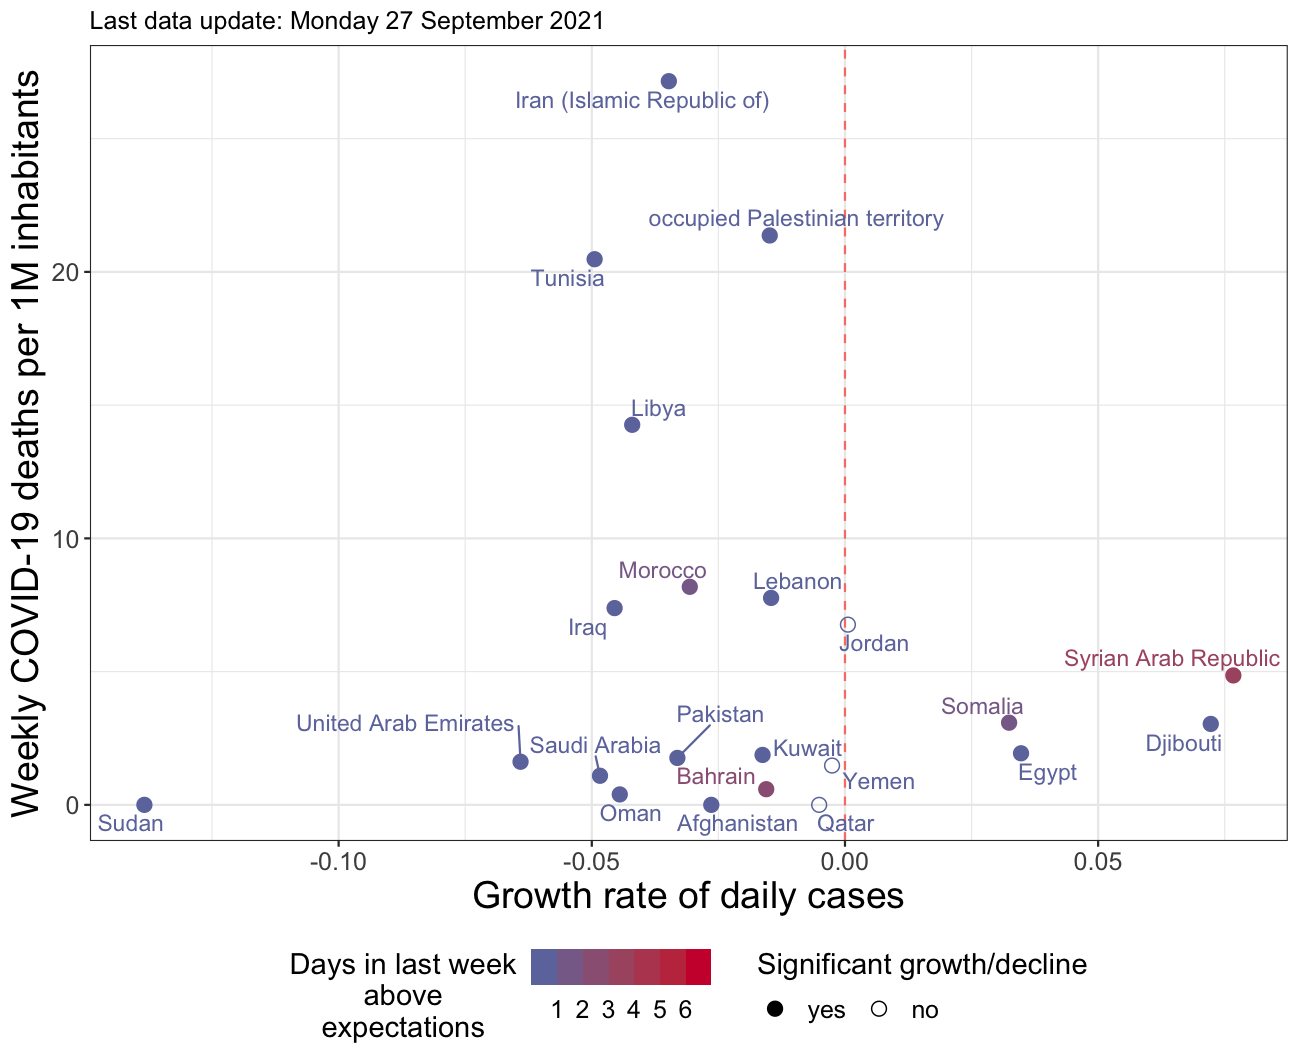 Last data update: Monday 27 September 2021
Weekly COVID-19 deaths per 1M inhabitants
20
10
0
Iran (Islamic Republic of)
occupied Palestinian territory
Tunisia
Libya
Morocco
Lebanon
Iraq
Jordan
Syrian Arab Republic
Somalia
Pakistan
United Arab Emirates
Djibouti
Saudi Arabia
Kuwait
Egypt
Bahrain
Yemen
Oman
Sudan
Afghanistan
Qatar
-0.10
-0.05
0.00
0.05
Growth rate of daily cases
Days in last week
above
expectations
1 2 3 4 5 6
Significant growth/decline
yes
no